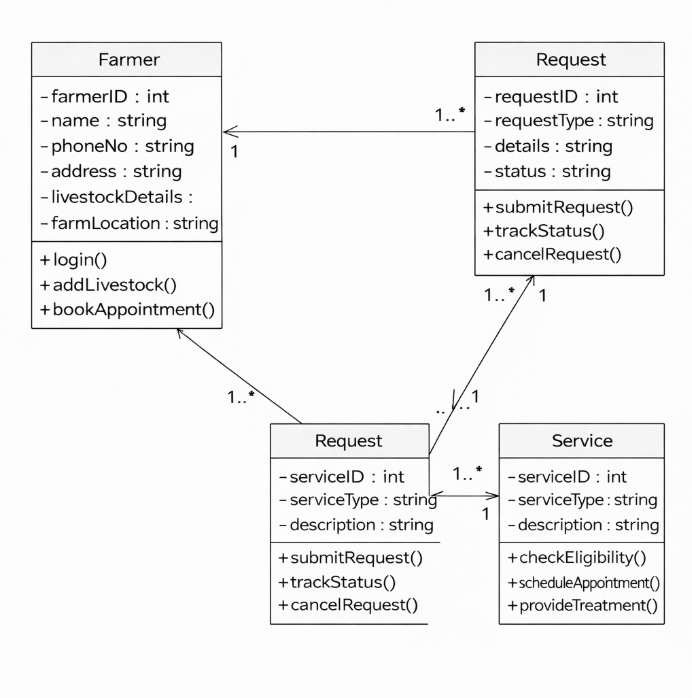 Farmer
- farmerID : int
- name : string
- phoneNo : string
- address : string
- livestockDetails :
- farmLocation : string
+ login()
+ addLivestock()
+ bookAppointment()
1..*
1
Request
- requestID : int
- requestType : string
- details : string
- status : string
+ submitRequest()
+ trackStatus()
+ cancelRequest()
1..* 1
1..*
.. ...1
Request
- serviceID : int
- serviceType : string
- description : string
+ submitRequest()
+ trackStatus()
+ cancelRequest()
1..*
1
Service
- serviceID : int
- serviceType : string
- description : string
+ checkEligibility()
+ scheduleAppointment()
+ provideTreatment()